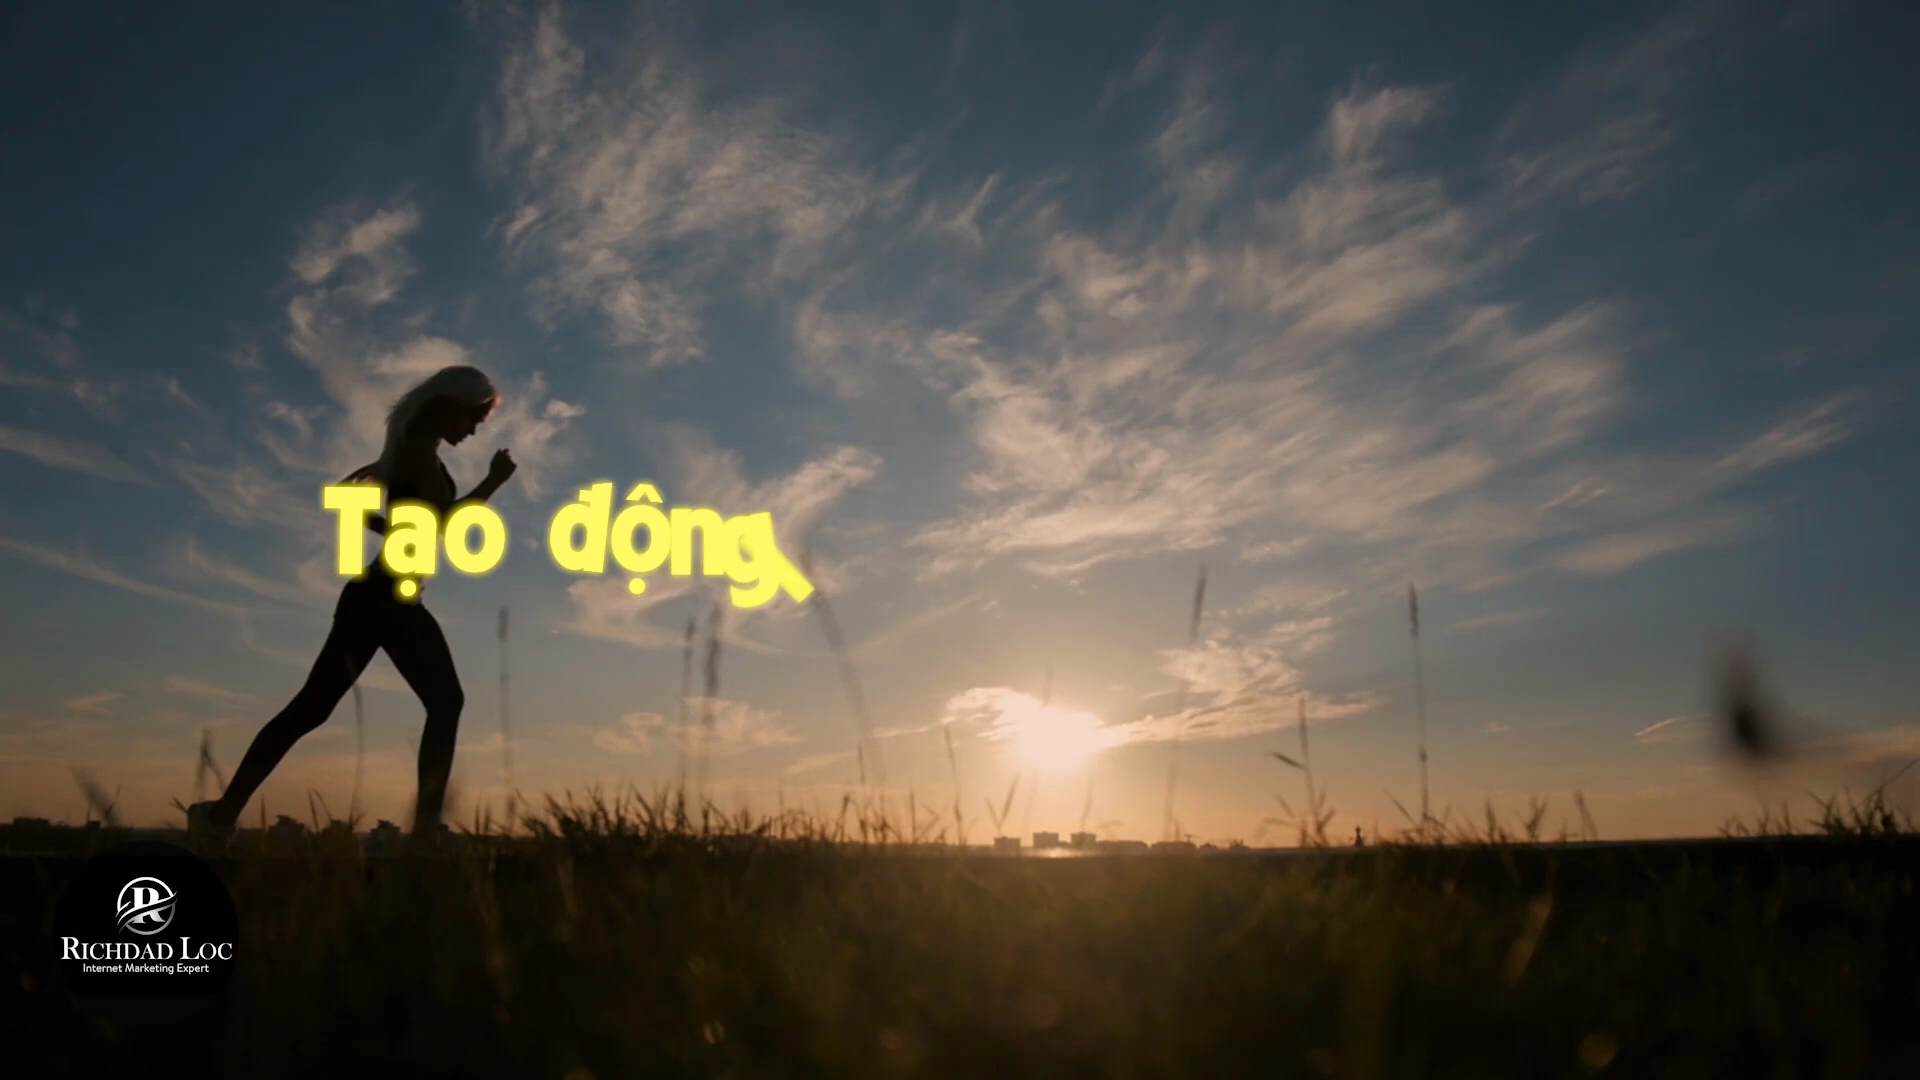 Tạo động
R
RICHDAD LOC
Internet Marketing Expert